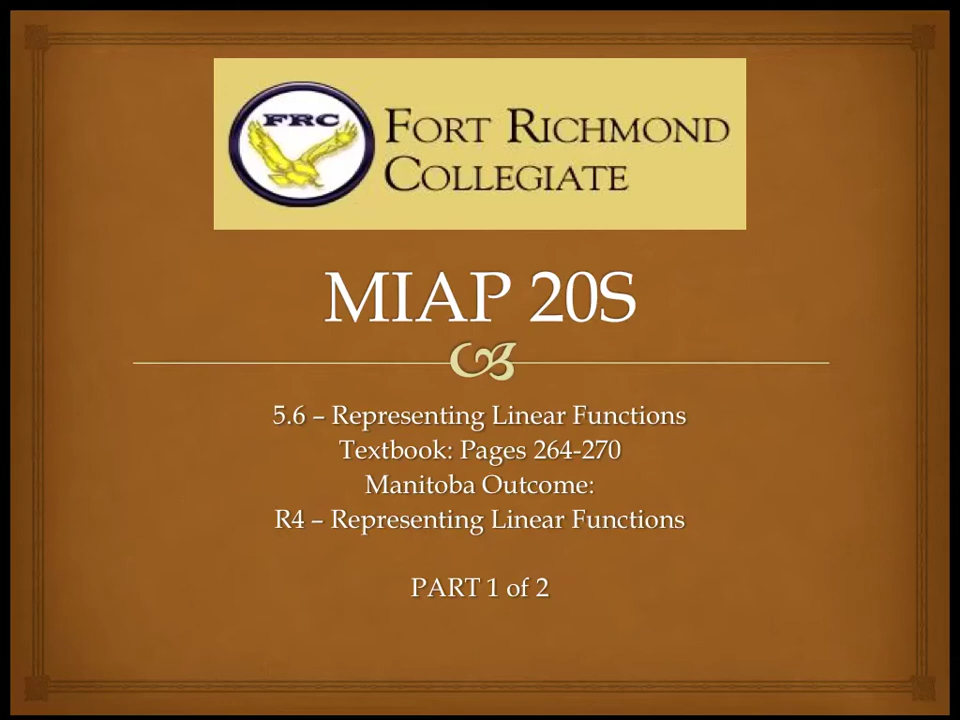 FRC
FORT RICHMOND
COLLEGIATE
MIAP 20S
5.6 – Representing Linear Functions
Textbook: Pages 264-270
Manitoba Outcome:
R4 – Representing Linear Functions
PART 1 of 2